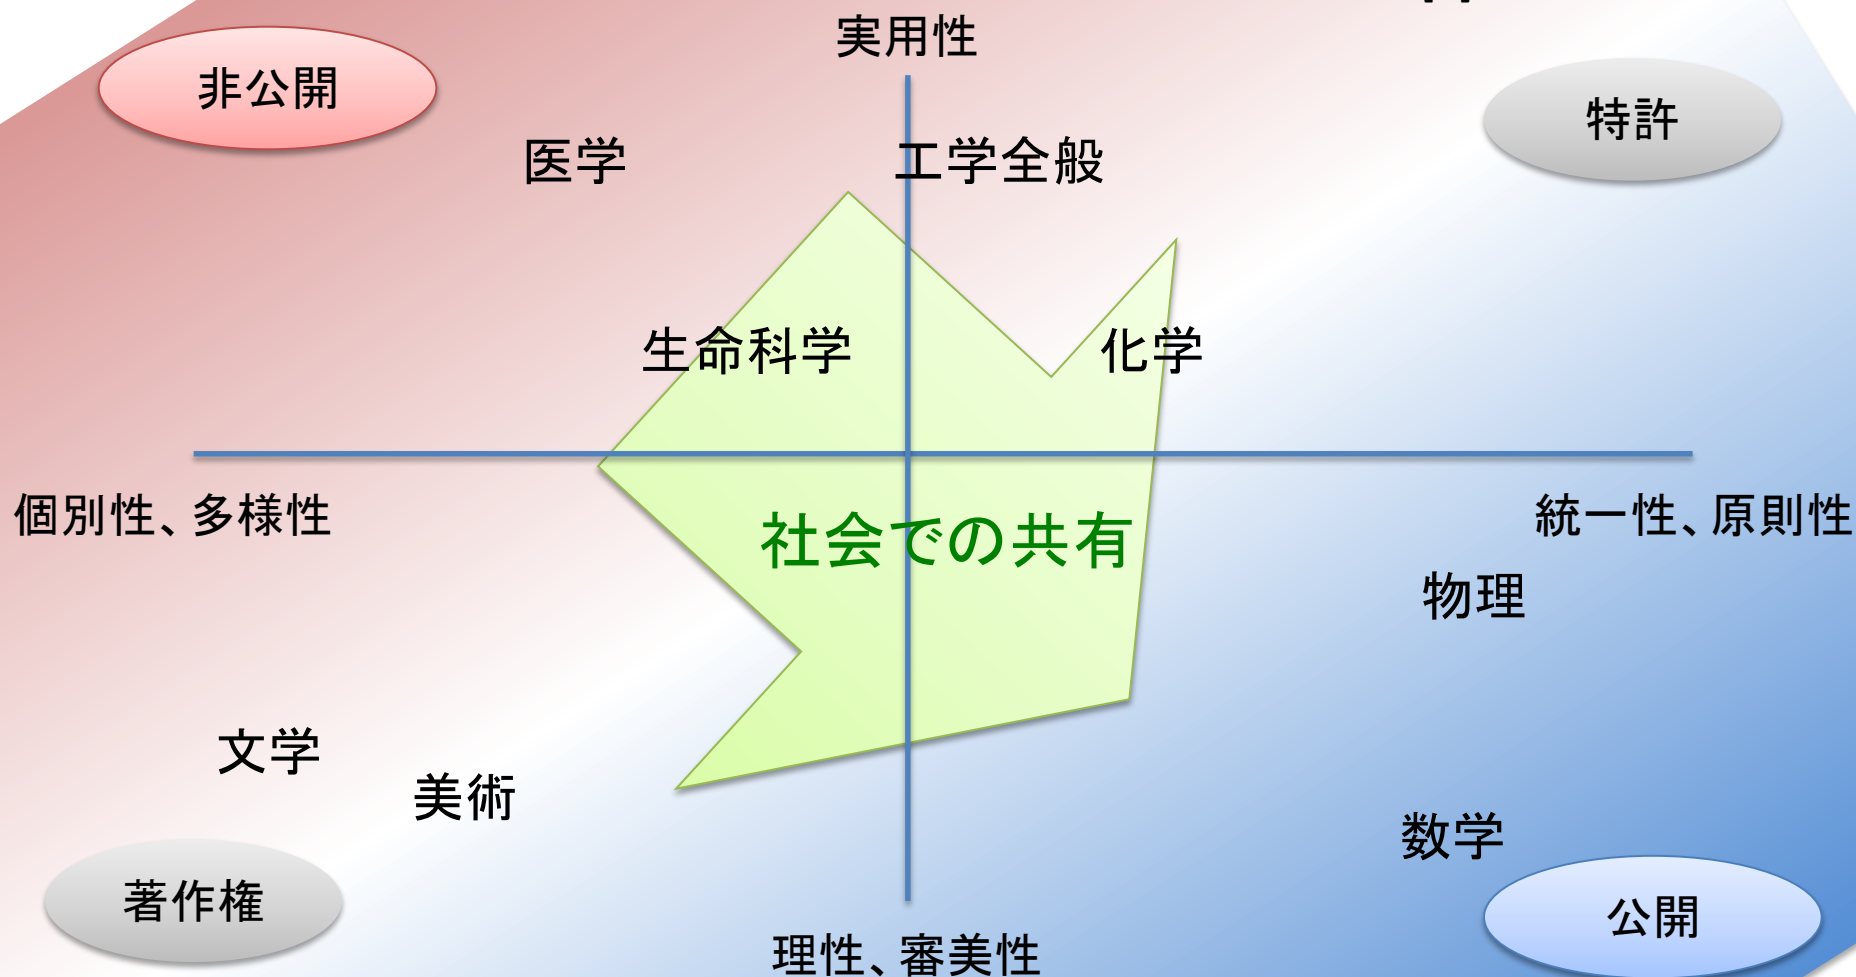 実用性
非公開
特許
医学
工学全般
生命科学
化学
個別性、多様性
統一性、原則性
社会での共有
物理
文学
美術
数学
著作権
公開
理性、審美性